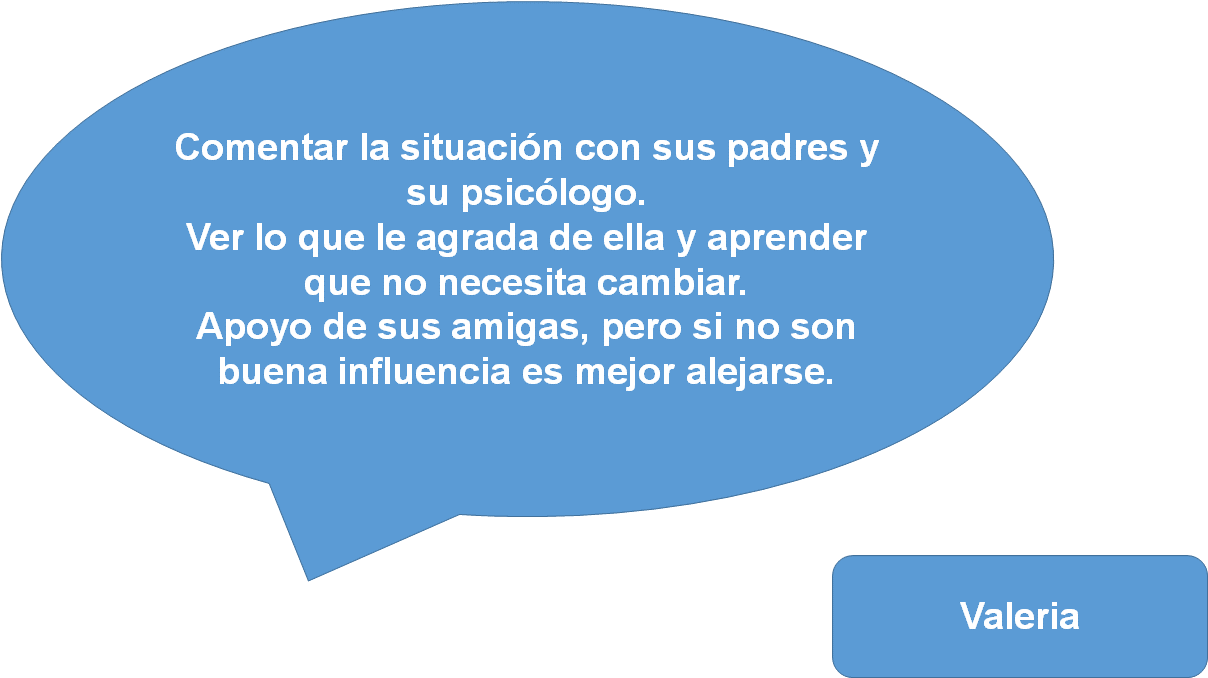 Comentar la situación con sus padres y
su psicólogo.
Ver lo que le agrada de ella y aprender
que no necesita cambiar.
Apoyo de sus amigas, pero si no son
buena influencia es mejor alejarse.
Valeria